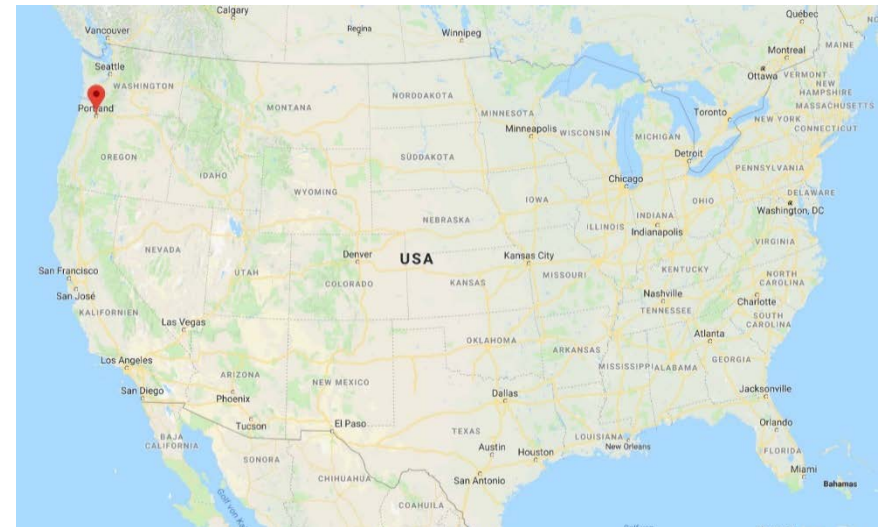 Calgary
Québec
Vancouver
Regina
Winnipeg
Montreal
MAINE
Seattle
Ottawa
VERMONT
WASHINGTON
NEW
HAMPSHIRE
NORDDAKOTA
MONTANA
MASSACHUSETTS
Portland
Toronto
NEW YORK
MINNESOTA
Minneapolis
WISCONSIN
MICHIGAN
CONNECTICUT
Detroit
OREGON
SÜDDAKOTA
IDAHO
PENNSYLVANIA
Chicago
WYOMING
IOWA
OHIO
DELAWARE
Washington, DC
NEBRASKA
ILLINOIS
INDIANA
Indianapolis
NEVADA
UTAH
Denver
USA
Kansas City
VIRGINIA
San Francisco
COLORADO
KANSAS
MISSOURI
KENTUCKY
NORTH
CAROLINA
San José
Nashville
Charlotte
KALIFORNIEN
Las Vegas
TENNESSEE
SOUTH
CAROLINA
OKLAHOMA
Atlanta
ARKANSAS
Los Angeles
MISSISSIPPI
ALABAMA
GEORGIA
ARIZONA
NEW MEXICO
San Diego
Phoenix
Dallas
Jacksonville
Tucson
El Paso
TEXAS
Orlando
BAJA
CALIFORNIA
LOUISIANA
Austin
Houston
New Orleans
FLORIDA
SONORA
Miami
San Antonio
CHIHUAHUA
Bahamas
COAHUILA